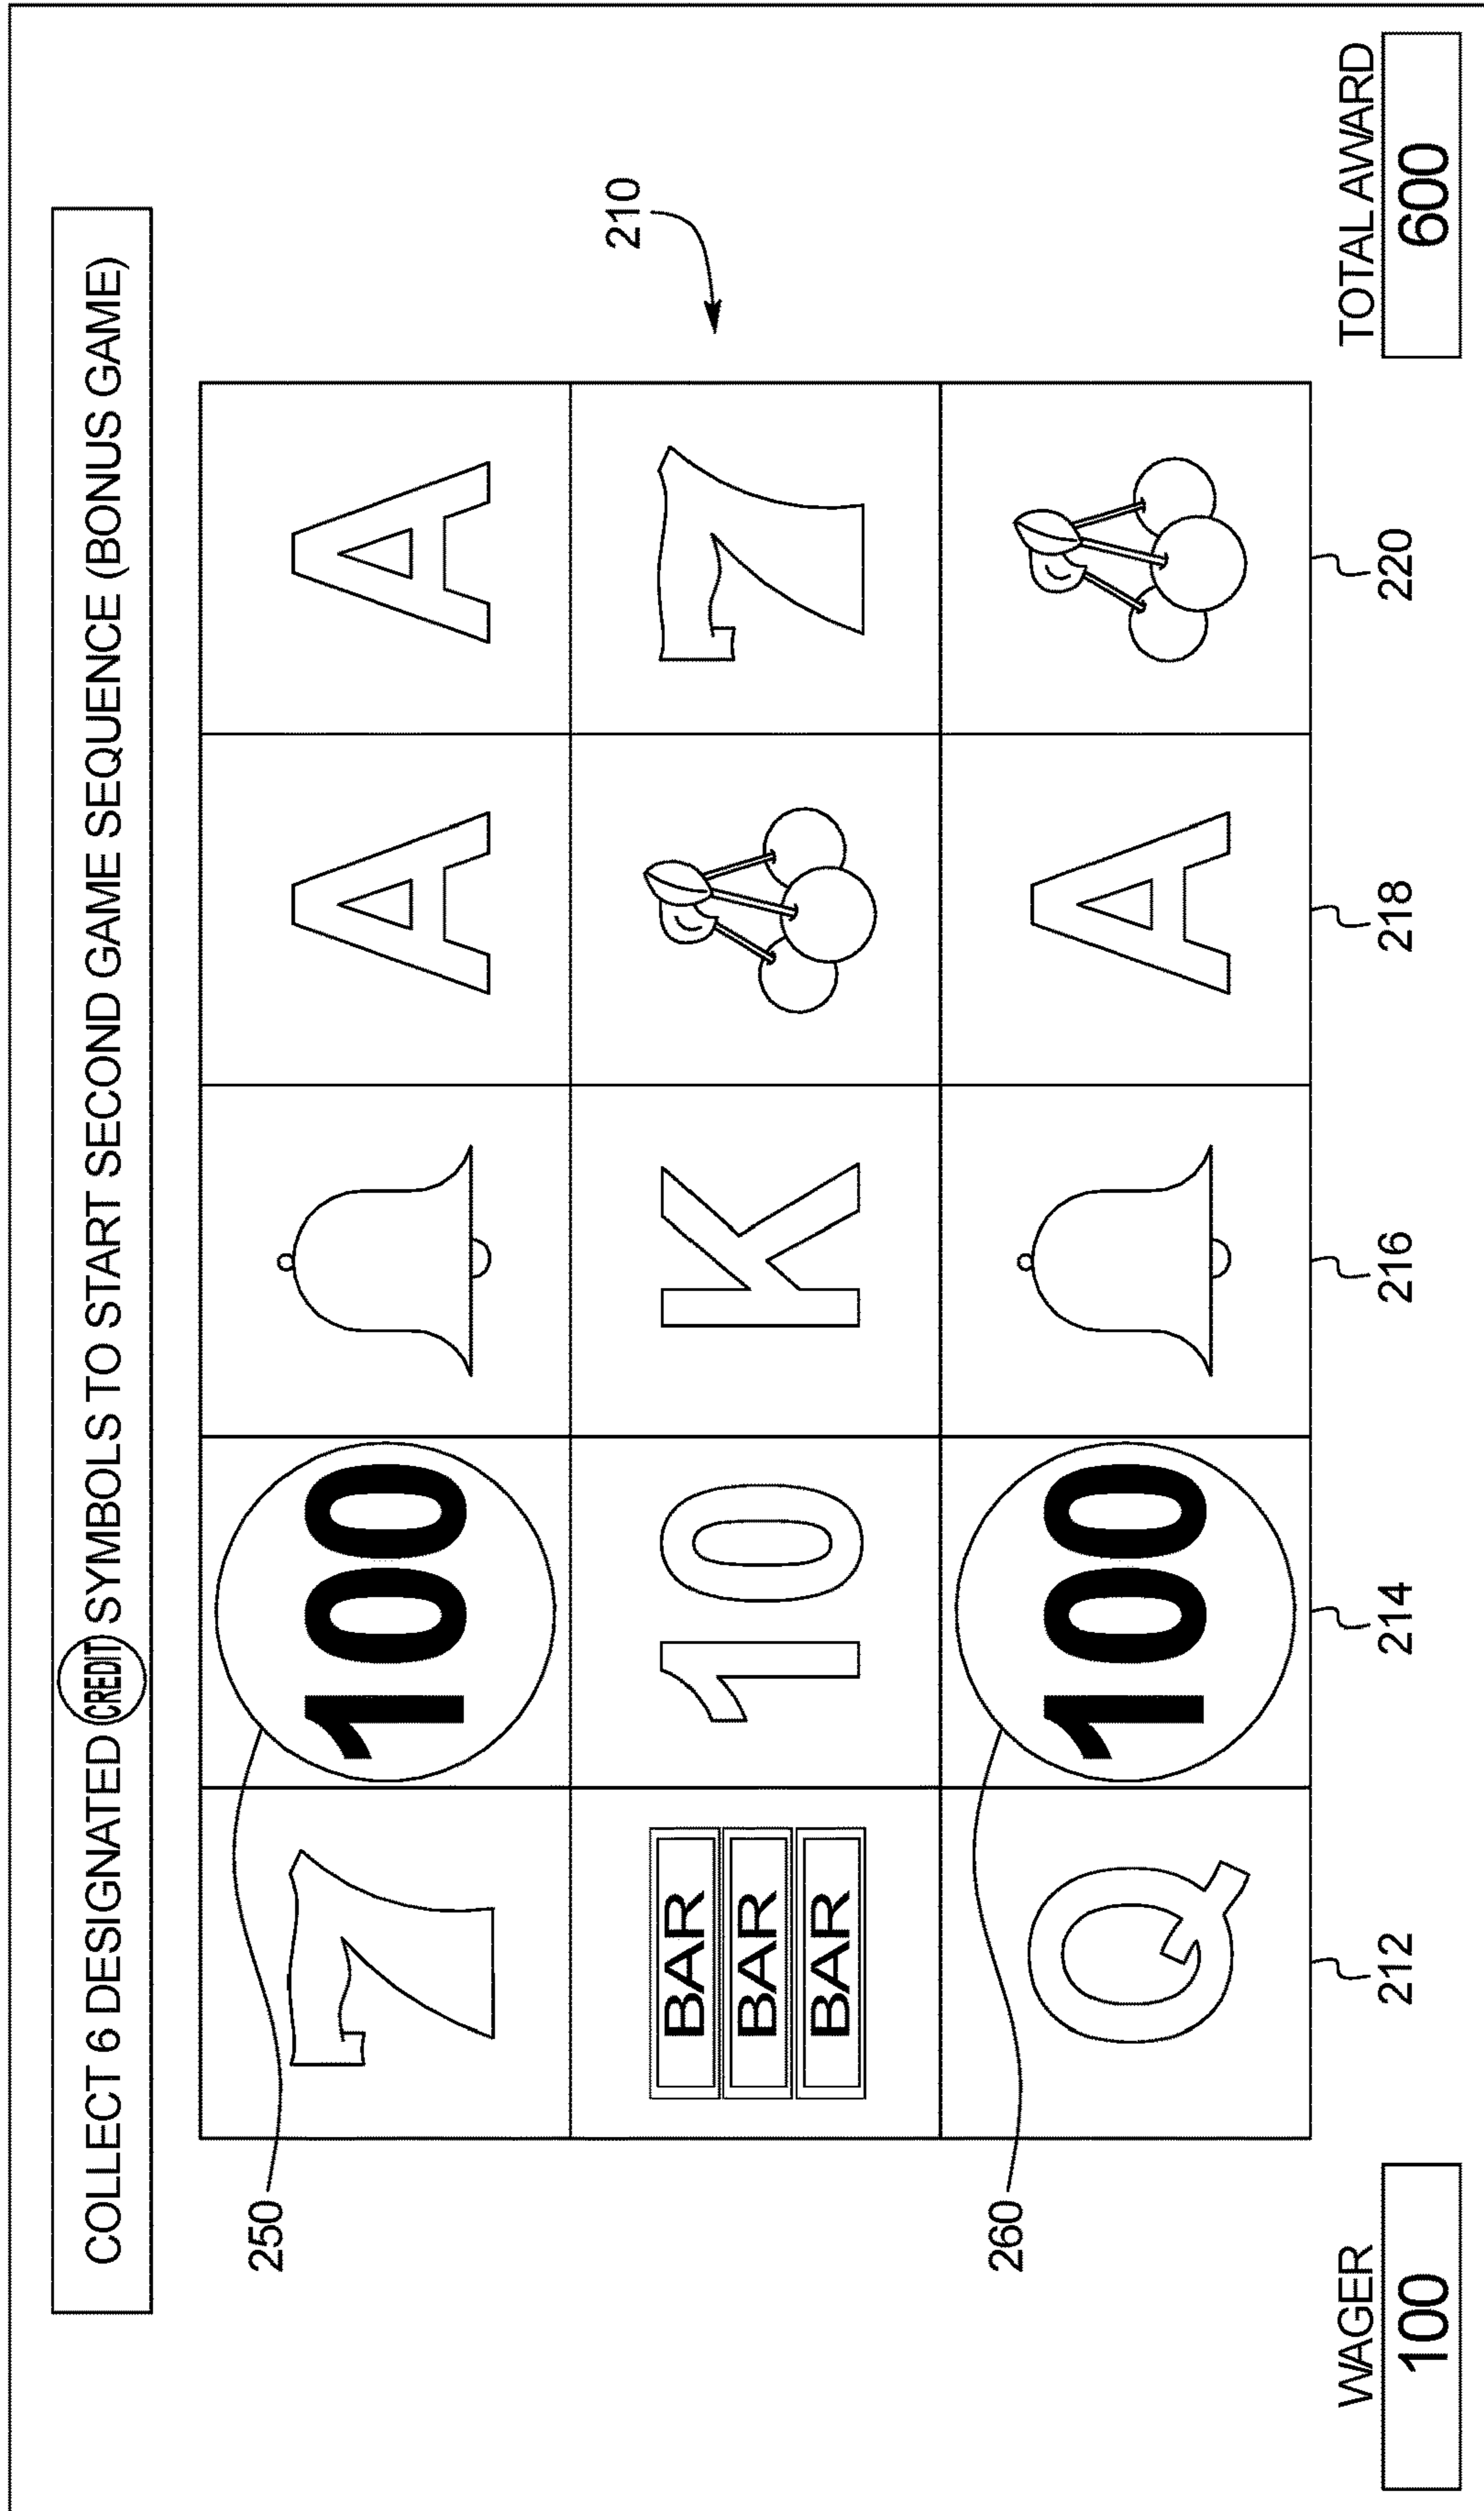 COLLECT 6 DESIGNATED CREDIT SYMBOLS TO START SECOND GAME SEQUENCE (BONUS GAME)
210
250
7 100 A A
BAR 10 K 7
BAR
BAR
260
Q 100 A
212 214 216 218 220
WAGER TOTAL AWARD
100 600